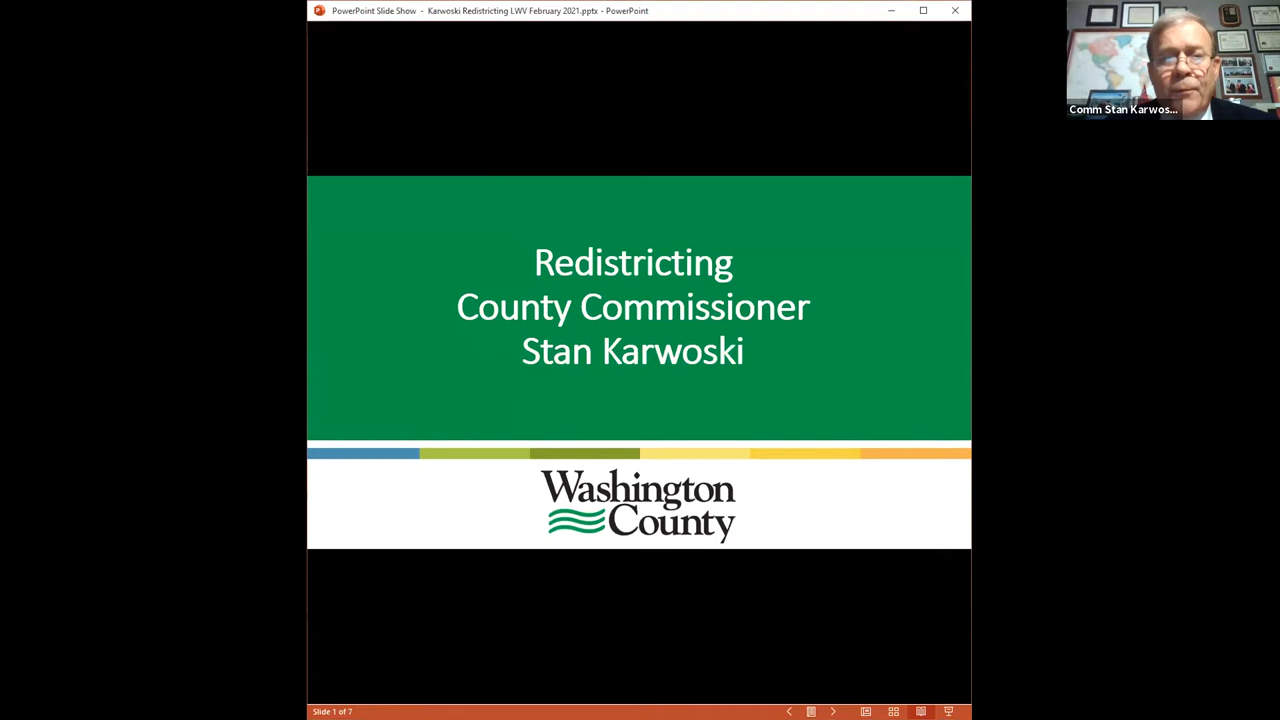 PowerPoint Slide Show - Karwoski Redistricting LWV February 2021.pptx - PowerPoint
Comm Stan Karwos...
Redistricting
County Commissioner
Stan Karwoski
Washington
County
Slide 1 of 7